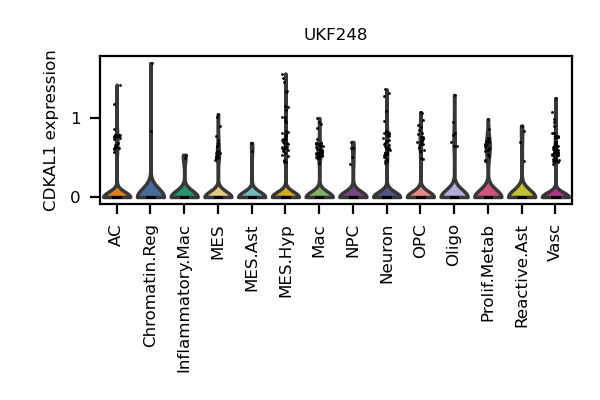 UKF248
CDKAL1 expression
1
0
AC
Chromatin.Reg
Inflammatory.Mac
MES
MES.Ast
MES.Hyp
Mac
NPC
Neuron
OPC
Oligo
Prolif.Metab
Reactive.Ast
Vasc